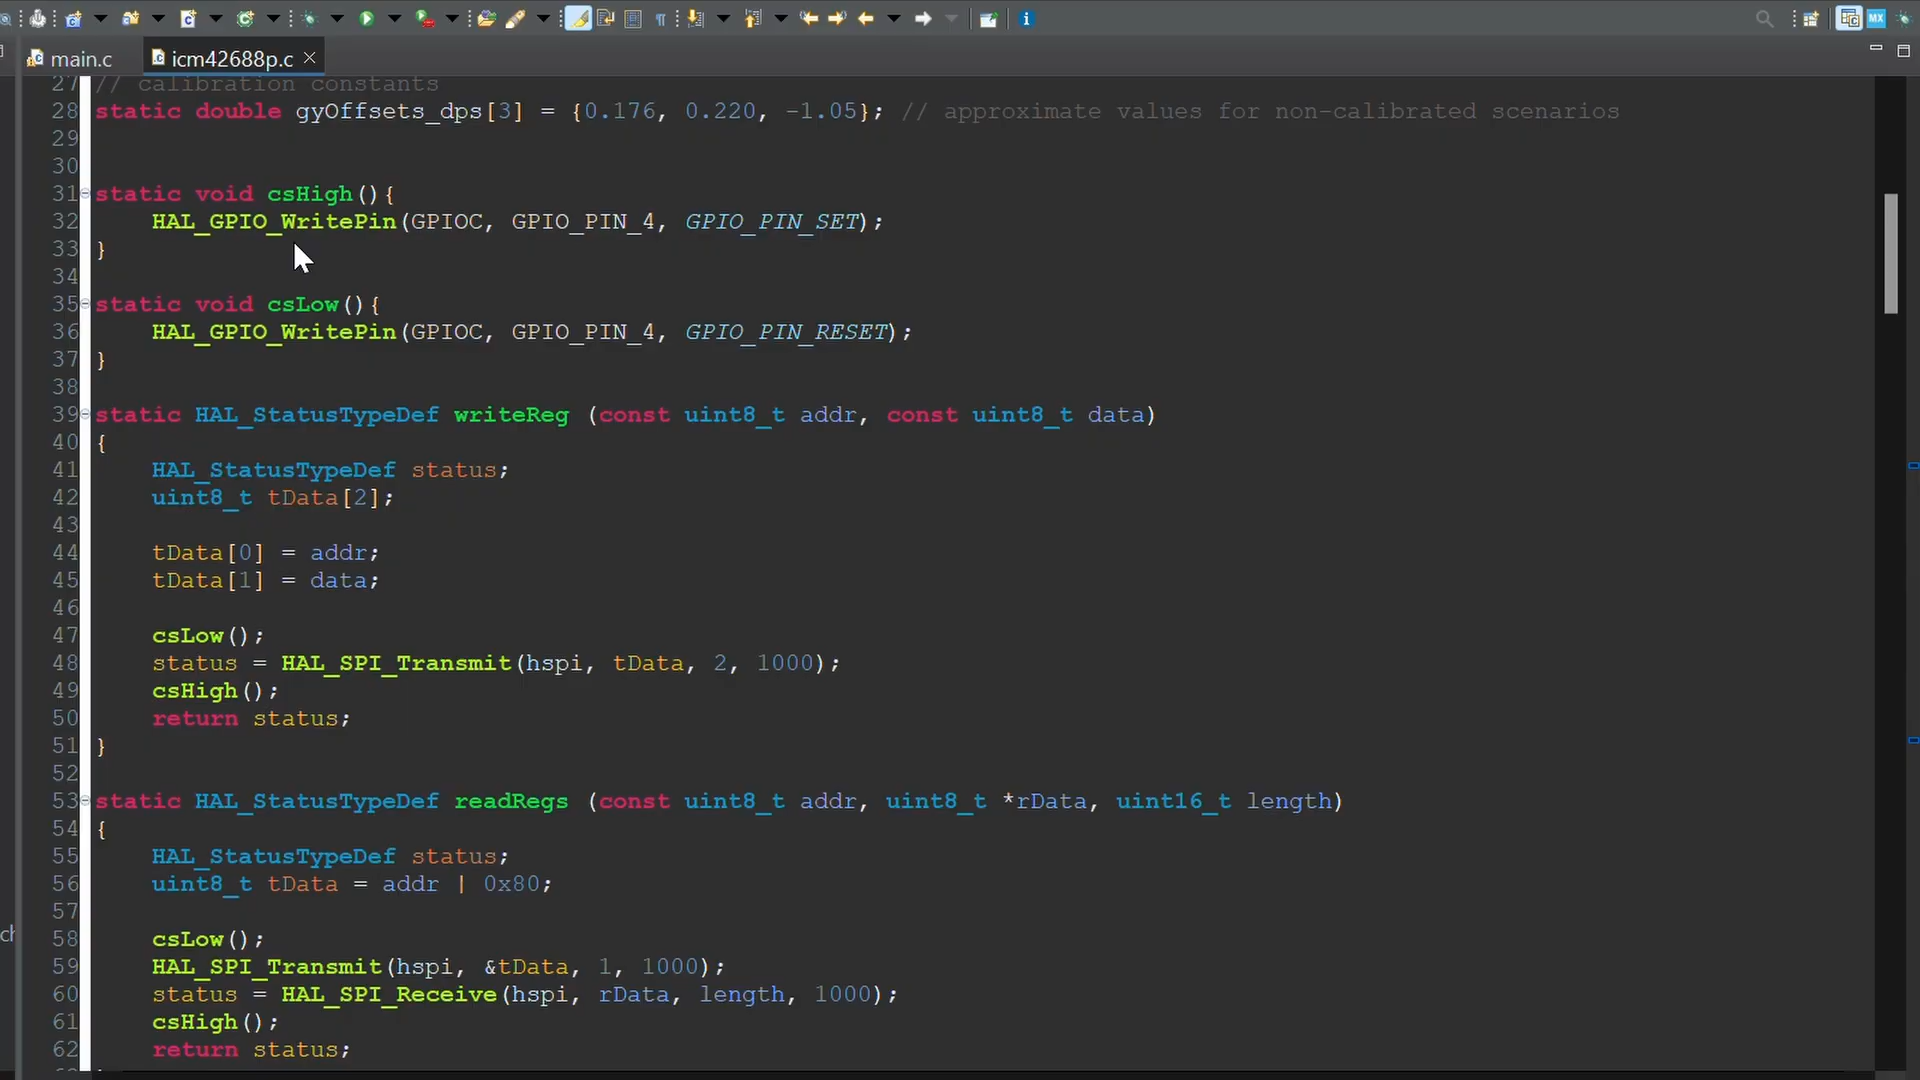 main.c
icm42688p.c
MX
27 // calibration constants
28 static double gyOffsets_dps[3] = {0.176, 0.220, -1.05}; // approximate values for non-calibrated scenarios
29
30
31 static void csHigh(){
32 HAL_GPIO_WritePin(GPIOC, GPIO_PIN_4, GPIO_PIN_SET);
33 }
34
35 static void csLow(){
36 HAL_GPIO_WritePin(GPIOC, GPIO_PIN_4, GPIO_PIN_RESET);
37 }
38
39 static HAL_StatusTypeDef writeReg (const uint8_t addr, const uint8_t data)
40 {
41 HAL_StatusTypeDef status;
42 uint8_t tData[2];
43
44 tData[0] = addr;
45 tData[1] = data;
46
47 csLow();
48 status = HAL_SPI_Transmit(hspi, tData, 2, 1000);
49 csHigh();
50 return status;
51 }
52
53 static HAL_StatusTypeDef readRegs (const uint8_t addr, uint8_t *rData, uint16_t length)
54 {
55 HAL_StatusTypeDef status;
56 uint8_t tData = addr | 0x80;
57
ch
58 csLow();
59 HAL_SPI_Transmit(hspi, &tData, 1, 1000);
60 status = HAL_SPI_Receive(hspi, rData, length, 1000);
61 csHigh();
62 return status;